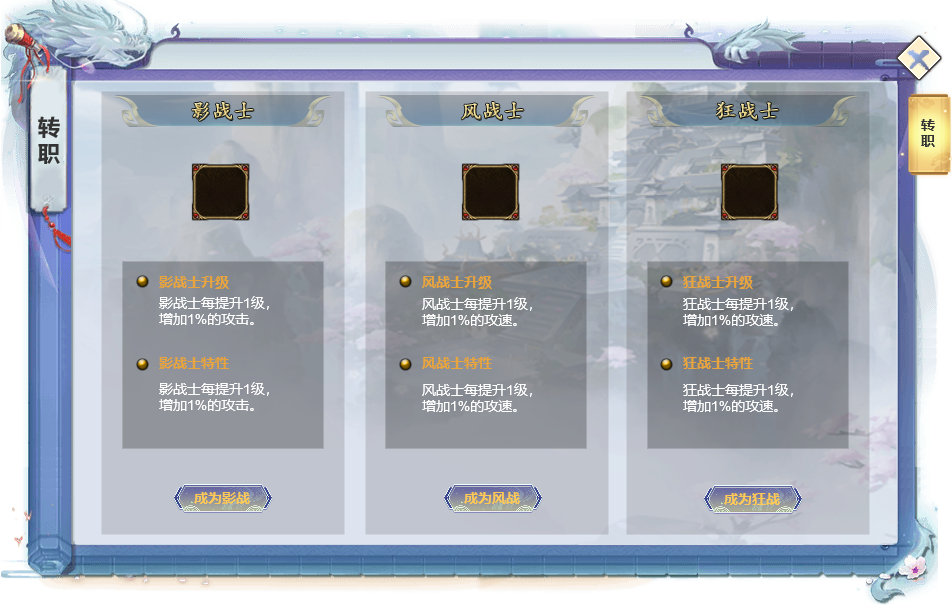 转职
转职
影战士
影战士升级
影战士每提升1级，
增加1%的攻击。
影战士特性
影战士每提升1级，
增加1%的攻击。
成为影战
风战士
风战士升级
风战士每提升1级，
增加1%的攻速。
风战士特性
风战士每提升1级，
增加1%的攻速。
成为风战
狂战士
狂战士升级
狂战士每提升1级，
增加1%的攻速。
狂战士特性
狂战士每提升1级，
增加1%的攻速。
成为狂战